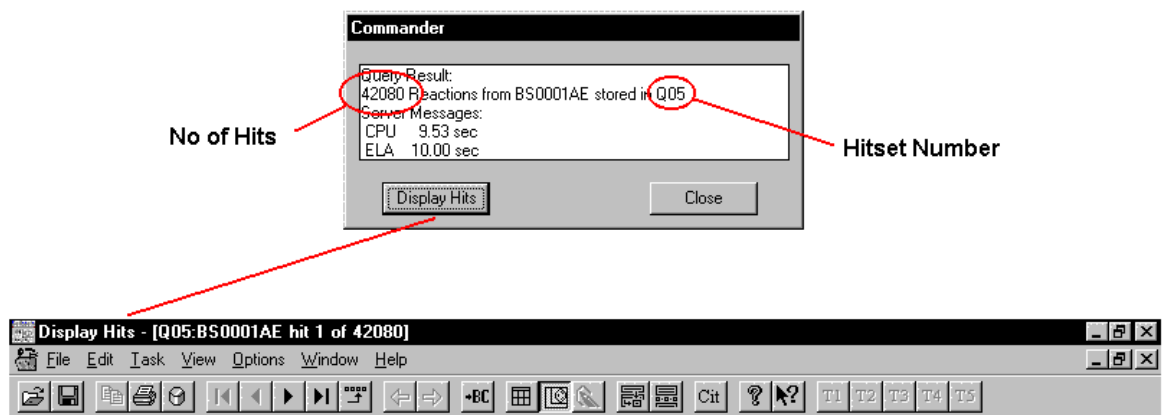 Commander
Query Result:
42080 Reactions from BS0001AE stored in Q05
Server Messages:
CPU 9.53 sec
ELA 10.00 sec
No of Hits
Hitset Number
Display Hits Close
Display Hits - [Q05:BS0001AE hit 1 of 42080]
File Edit Task View Options Window Help
+BC Cit ? ? T1 T2 T3 T4 T5